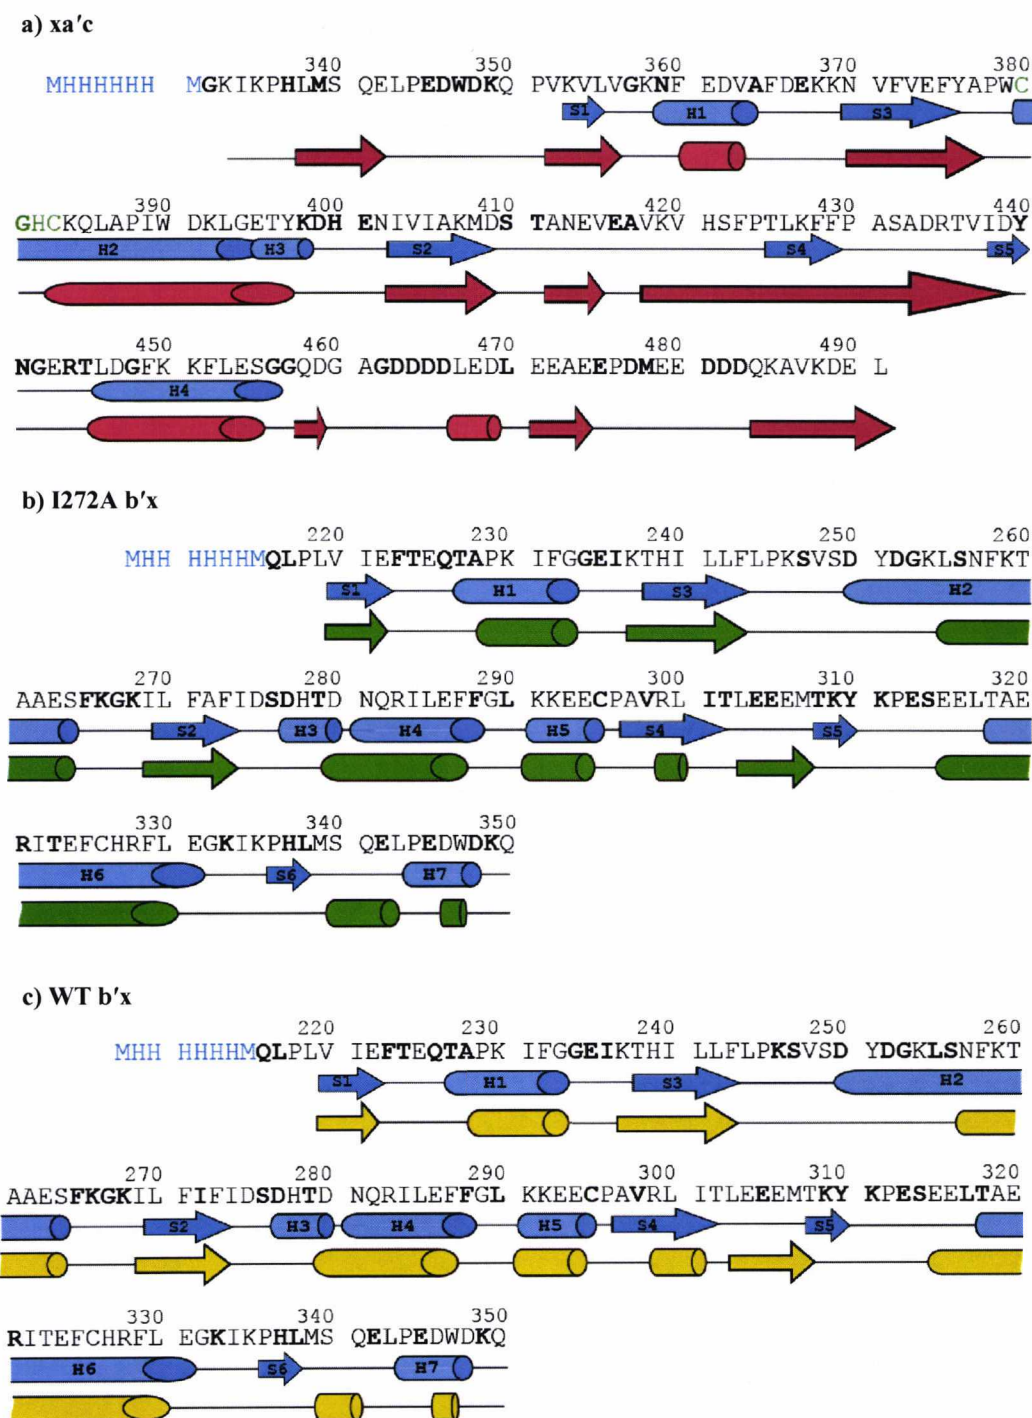 a) xa′c
340 350 360 370 380
MHHHHHH MGKIKPHLMS QELPEDWDKQ PVKVLVGKNF EDVAFDEKKN VFVEFYAPWC
S1 H1 S3
390 400 410 420 430 440
GHCKQLAPIW DKLGETYKDH ENIVIAKMDS TANEVEAVKV HSFPTLKFFP ASADRTVIDY
H2 H3 S2 S4 S5
450 460 470 480 490
NGERTLDGFK KFLESGGQDG AGDDDDLEDL EEAEEPDMEE DDDQKAVKDE L
H4
b) I272A b′x
220 230 240 250 260
MHH HHHHMQLPLV IEFTEQTAPK IFGGEIKTHI LLFLPKSVSD YDGKLSNFKT
S1 H1 S3 H2
270 280 290 300 310 320
AAESFKGKIL FAFIDSDHTD NQRILEFFGL KKEECPAVRL ITLEEEMTKY KPESEELTAE
S2 H3 H4 H5 S4 S5
330 340 350
RITEFCHRFL EGKIKPHLMS QELPEDWDKQ
H6 S6 H7
c) WT b′x
220 230 240 250 260
MHH HHHHMQLPLV IEFTEQTAPK IFGGEIKTHI LLFLPKSVSD YDGKLSNFKT
S1 H1 S3 H2
270 280 290 300 310 320
AAESFKGKIL FIFIDSDHTD NQRILEFFGL KKEECPAVRL ITLEEEMTKY KPESEELTAE
S2 H3 H4 H5 S4 S5
330 340 350
RITEFCHRFL EGKIKPHLMS QELPEDWDKQ
H6 S6 H7